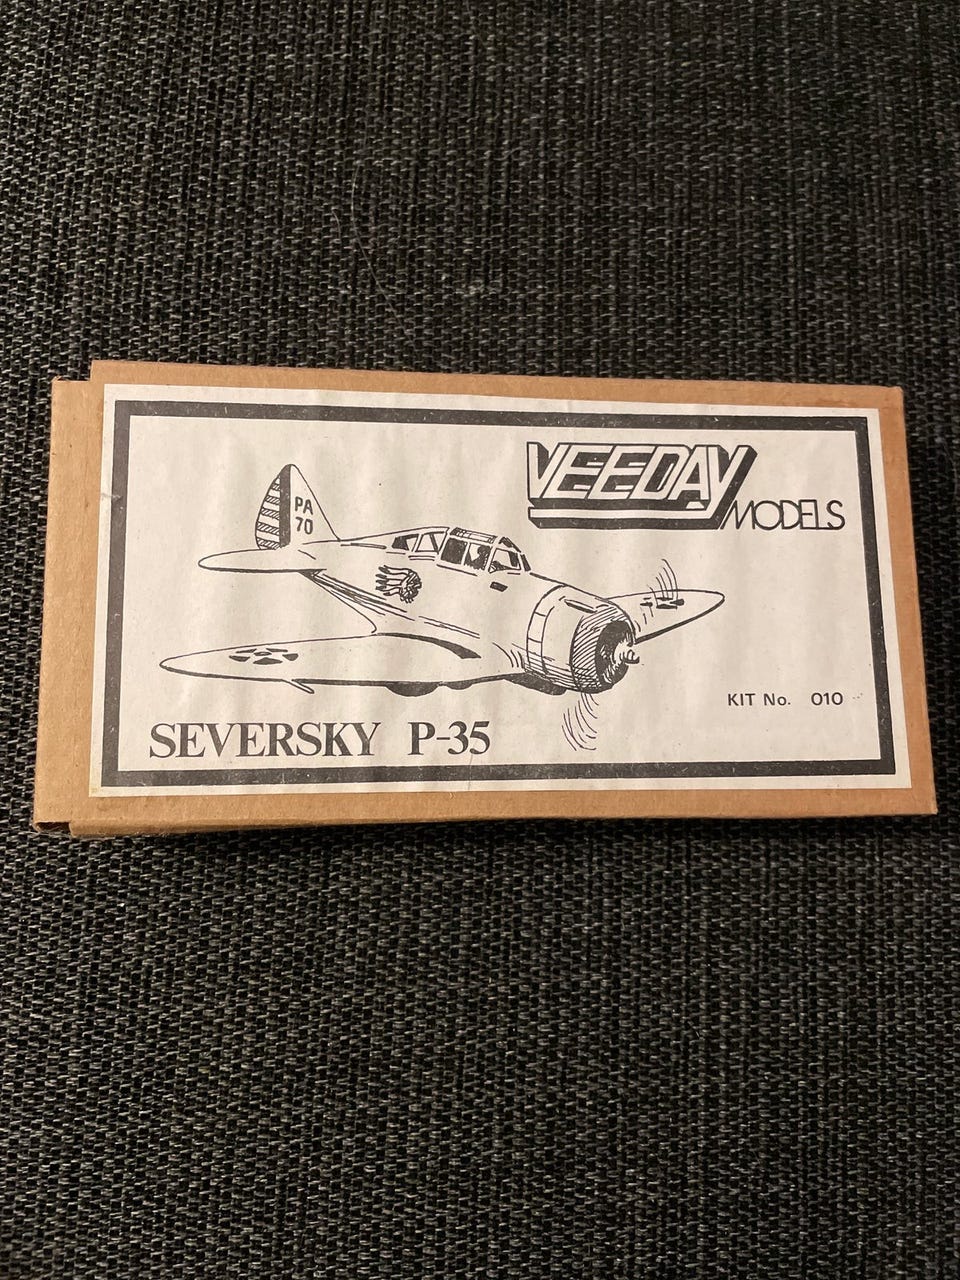 VEEDAY
MODELS
PA
70
KIT No. 010
SEVERSKY P-35